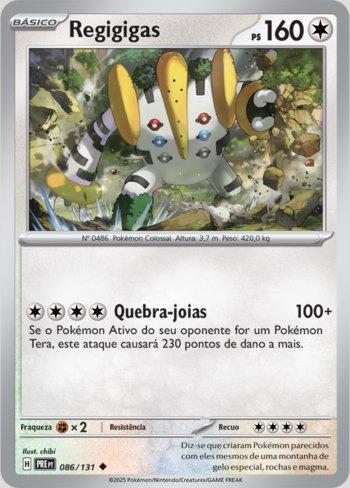 BÁSICO
Regigigas
PS 160
Nº 0486 Pokémon Colossal Altura: 3,7 m Peso: 420,0 kg
Quebra-joias 100+
Se o Pokémon Ativo do seu oponente for um Pokémon
Tera, este ataque causará 230 pontos de dano a mais.
Fraqueza ×2 Resistência Recuo
Ilust. chibi
H PRE PT 086/131
Diz-se que criaram Pokémon parecidos
com eles mesmos de uma montanha de
gelo especial, rochas e magma.
©2025 Pokémon/Nintendo/Creatures/GAME FREAK